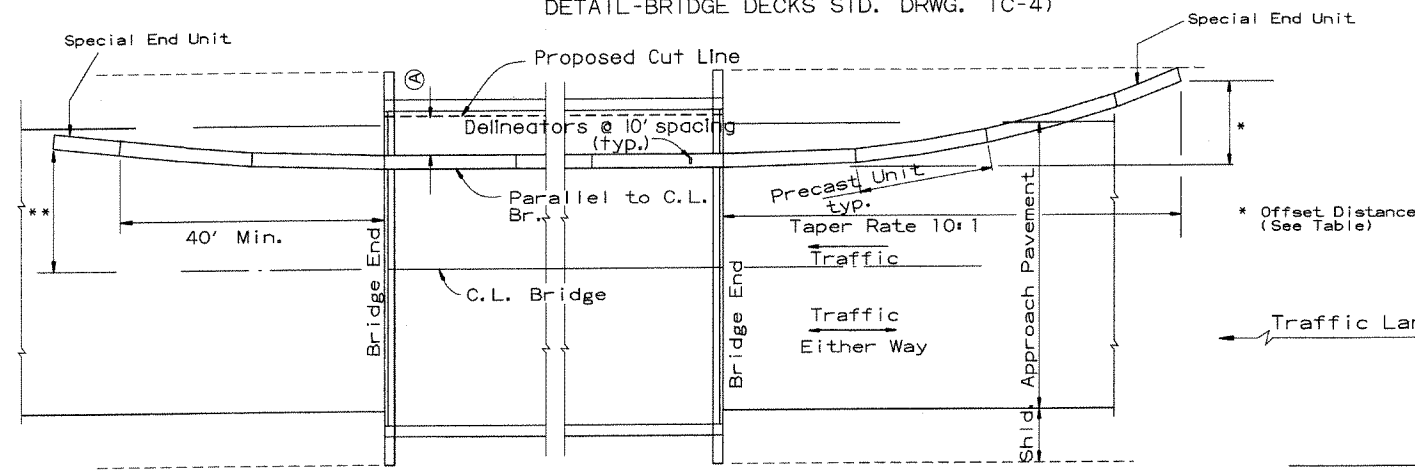 DETAIL-BRIDGE DECKS STD. DRWG. TC-4)
Special End Unit
Special End Unit
Proposed Cut Line
A
Delineators @ 10' spacing
(typ.)
*
Precast Unit
typ.
Parallel to C.L.
Br.
**
40' Min.
Taper Rate 10:1
* Offset Distance
(See Table)
Traffic
C.L. Bridge
Bridge End
Bridge End
Traffic
Either Way
Approach Pavement
Shld.
Traffic Lan